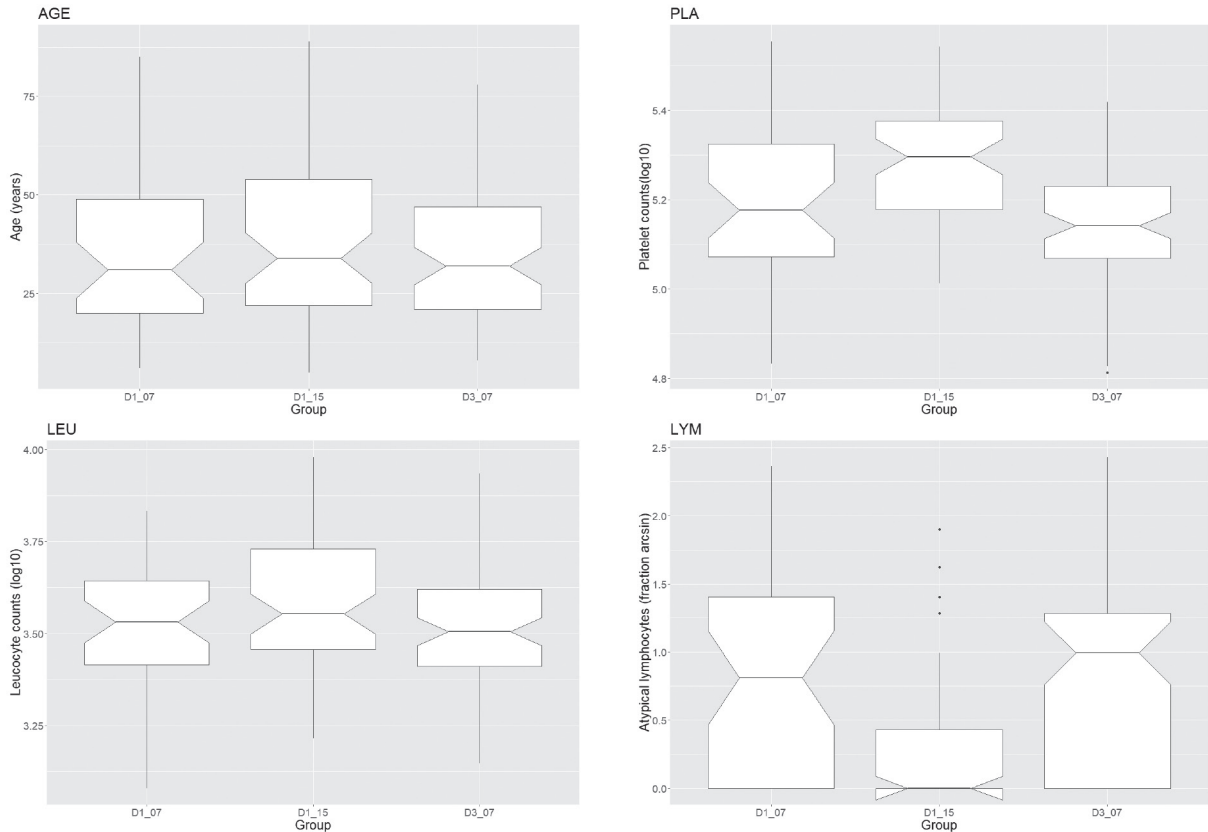 AGE
Age (years)
75
50
25
D1_07 D1_15 D3_07
Group
PLA
Platelet counts(log10)
5.4
5.2
5.0
4.8
D1_07 D1_15 D3_07
Group
LEU
Leucocyte counts (log10)
4.00
3.75
3.50
3.25
D1_07 D1_15 D3_07
Group
LYM
Atypical lymphocytes (fraction arcsin)
2.5
2.0
1.5
1.0
0.5
0.0
D1_07 D1_15 D3_07
Group